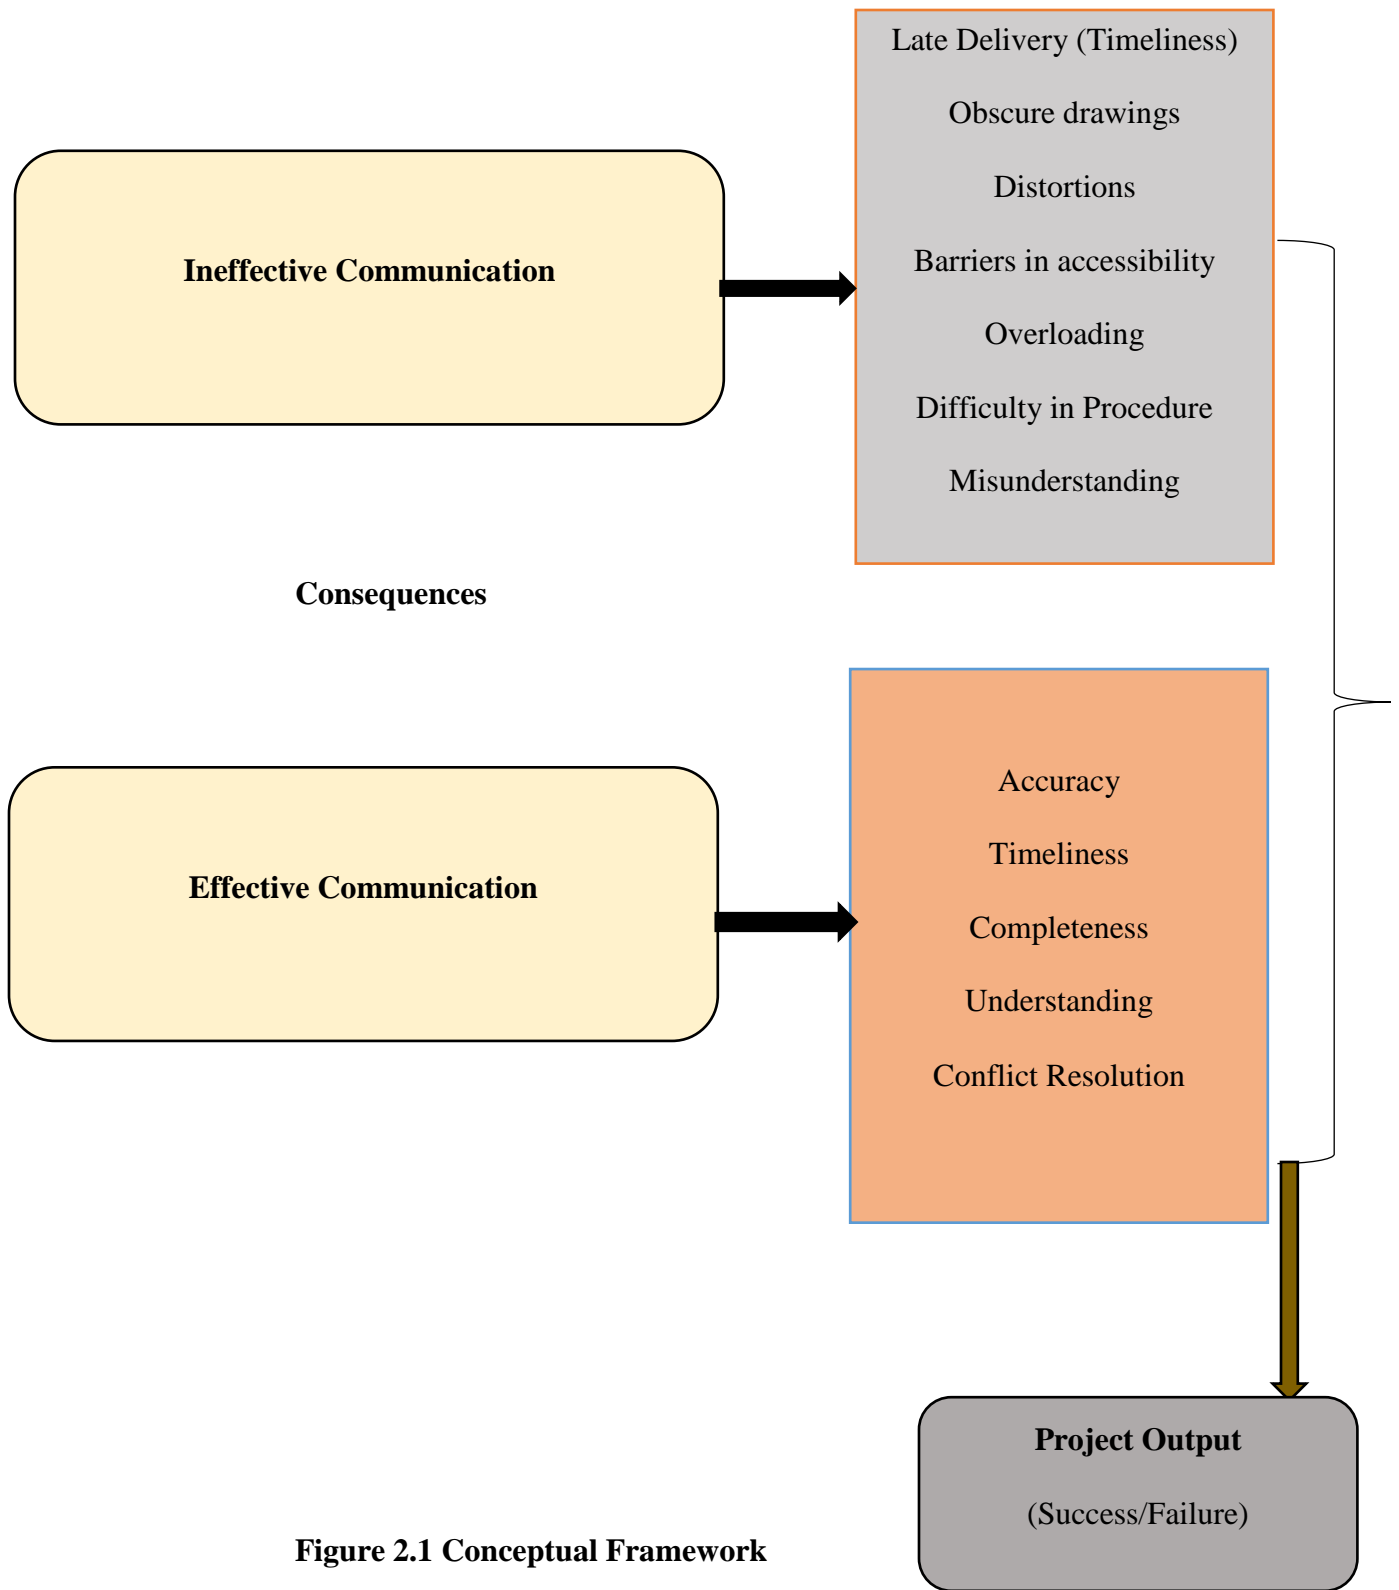 Late Delivery (Timeliness)
Obscure drawings
Distortions
Barriers in accessibility
Overloading
Difficulty in Procedure
Misunderstanding
Ineffective Communication
Consequences
Accuracy
Timeliness
Completeness
Understanding
Conflict Resolution
Effective Communication
Project Output
(Success/Failure)
Figure 2.1 Conceptual Framework